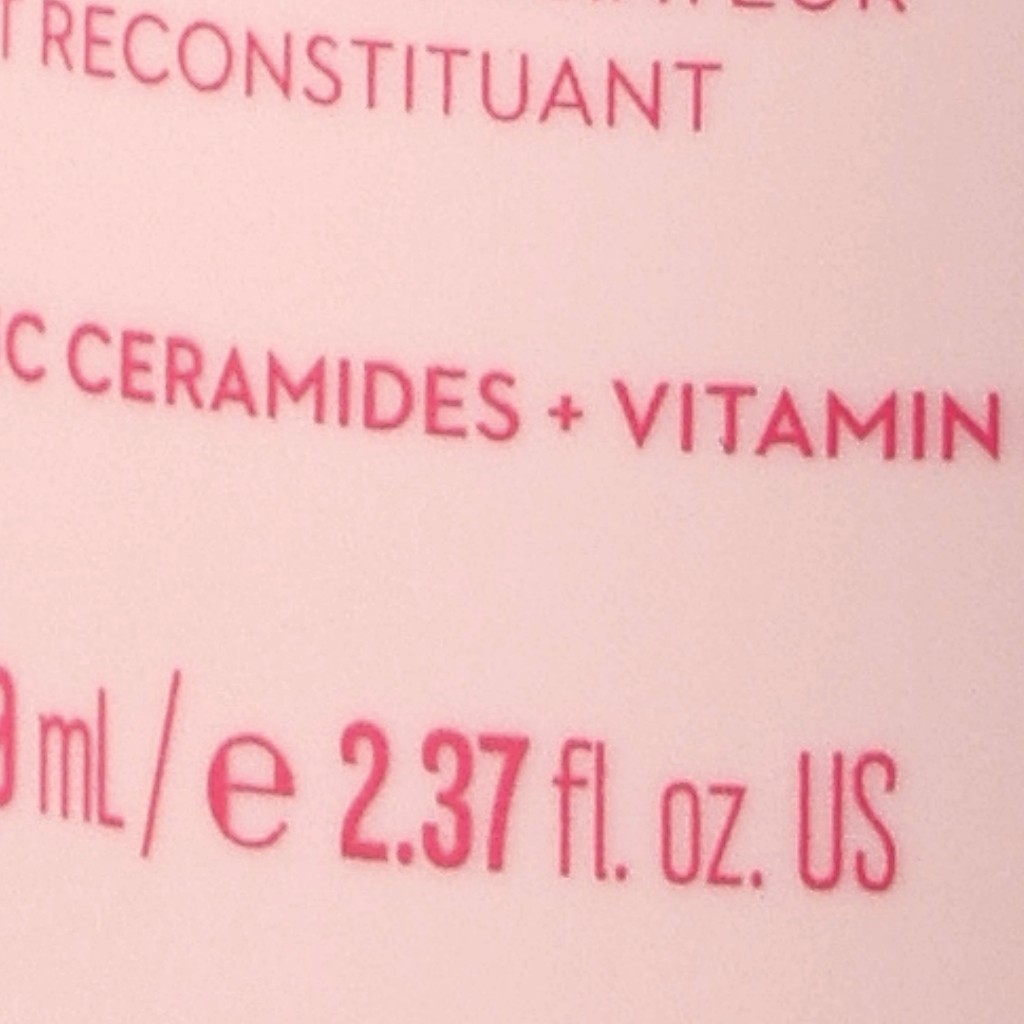 RECONSTITUANT
CERAMIDES + VITAMIN
mL/e 2.37 fl. oz. US